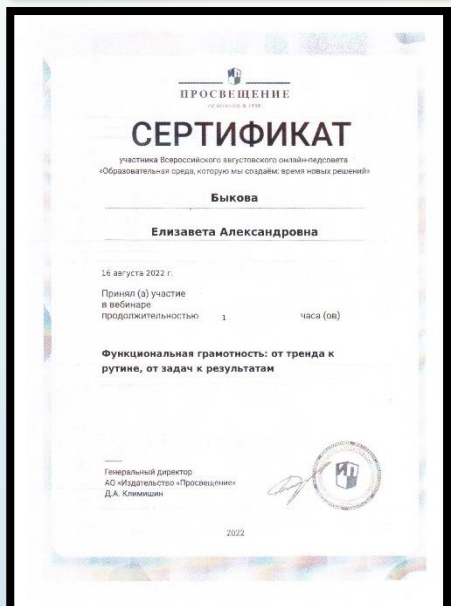 ПРОСВЕЩЕНИЕ
СЕРТИФИКАТ
участника Всероссийского августовского онлайн-педсовета
«Образовательная среда, которую мы создаём: время новых решений»
Быкова
Елизавета Александровна
16 августа 2022 г.
Принял (а) участие
в вебинаре
продолжительностью 1 часа (ов)
Функциональная грамотность: от тренда к
рутине, от задач к результатам
Генеральный директор
АО «Издательство «Просвещение»
Д.А. Климишин
ИП
2022